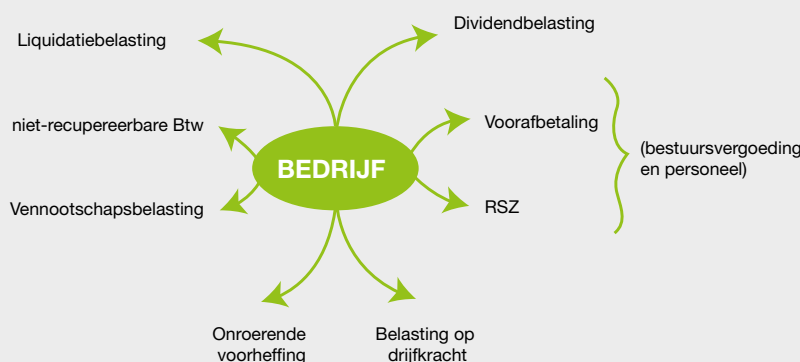 Liquidatiebelasting
Dividendbelasting
niet-recupereerbare Btw
Voorafbetaling
BEDRIJF
(bestuursvergoeding
en personeel)
Vennootschapsbelasting
RSZ
Onroerende
voorheffing
Belasting op
drijfkracht